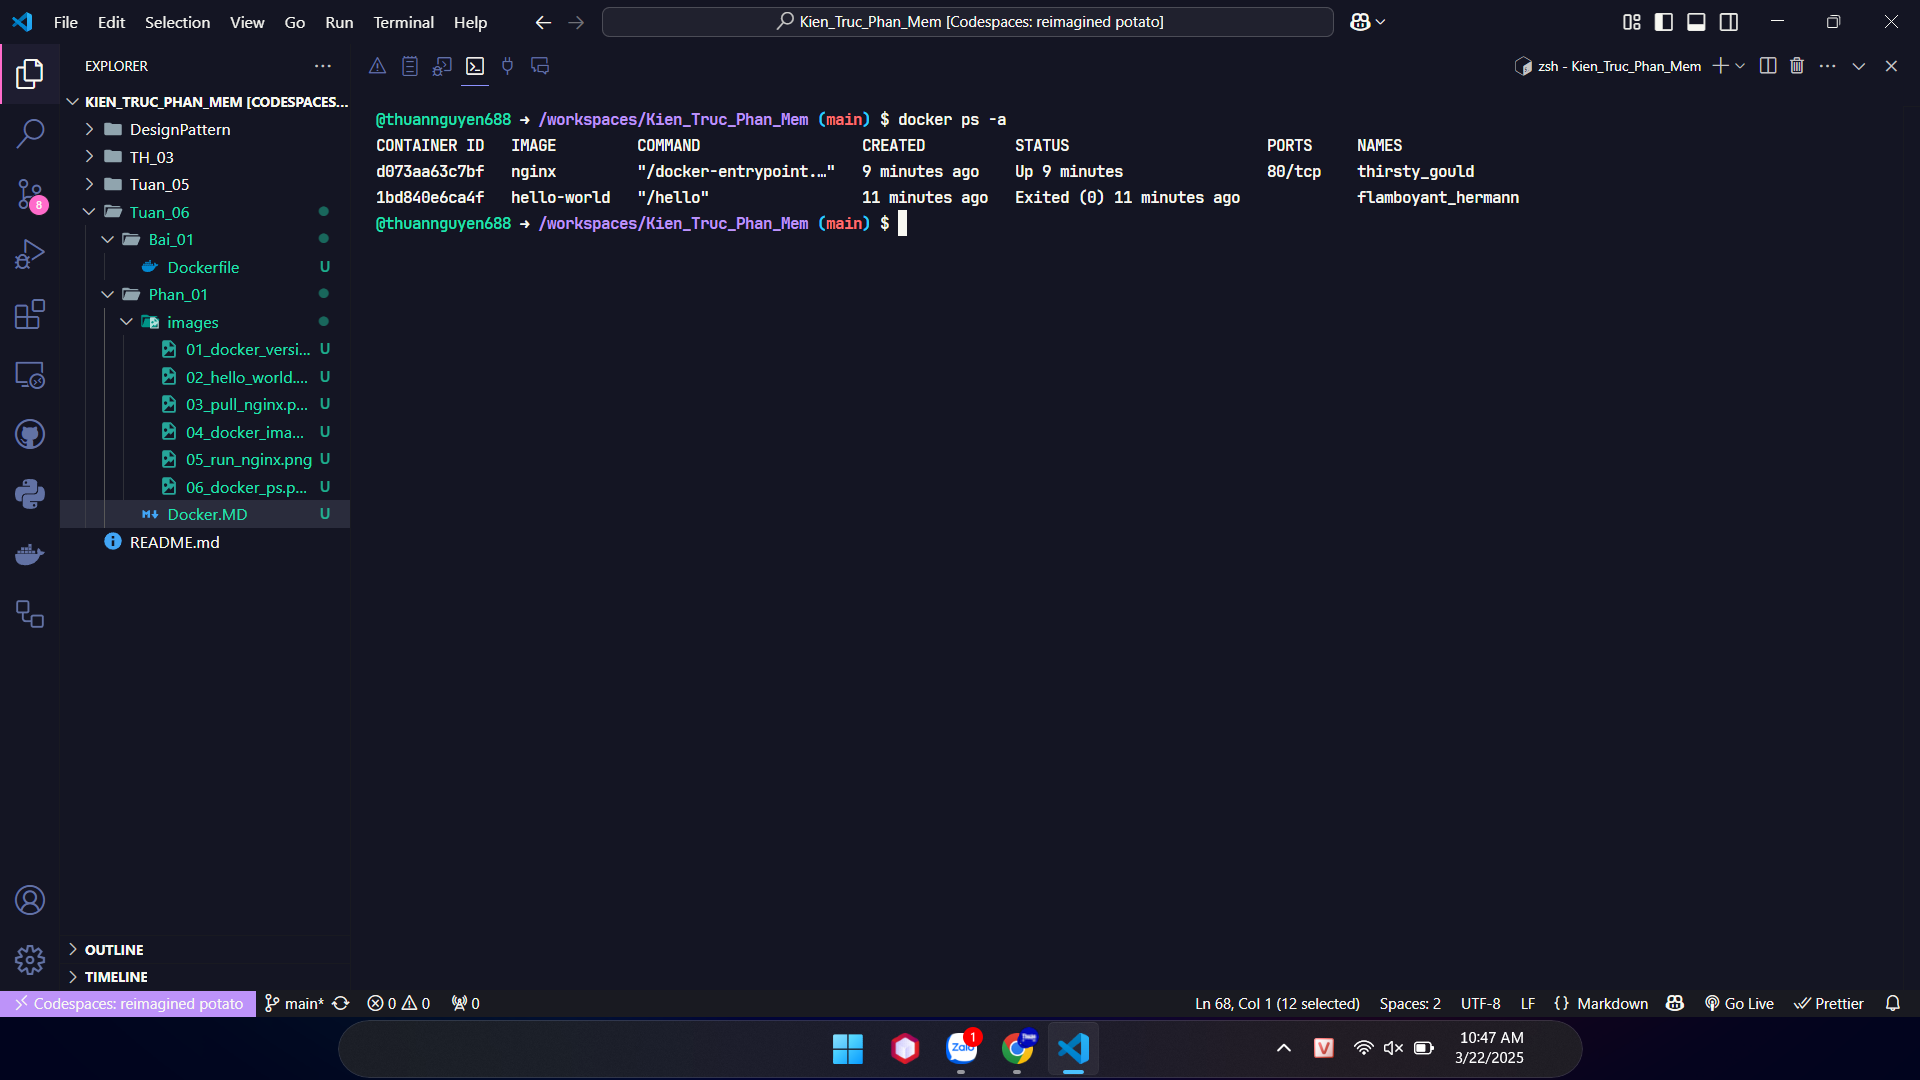 File Edit Selection View Go Run Terminal Help
Kien_Truc_Phan_Mem [Codespaces: reimagined potato]
EXPLORER
zsh - Kien_Truc_Phan_Mem
KIEN_TRUC_PHAN_MEM [CODESPACES...
DesignPattern
TH_03
Tuan_05
Tuan_06
Bai_01
Dockerfile U
Phan_01
images
01_docker_versi... U
02_hello_world.... U
03_pull_nginx.p... U
04_docker_ima... U
05_run_nginx.png U
06_docker_ps.p... U
Docker.MD U
README.md
8
OUTLINE
TIMELINE
@thuannguyen688 → /workspaces/Kien_Truc_Phan_Mem (main) $ docker ps -a
CONTAINER ID IMAGE COMMAND CREATED STATUS PORTS NAMES
d073aa63c7bf nginx "/docker-entrypoint.…" 9 minutes ago Up 9 minutes 80/tcp thirsty_gould
1bd840e6ca4f hello-world "/hello" 11 minutes ago Exited (0) 11 minutes ago flamboyant_hermann
@thuannguyen688 → /workspaces/Kien_Truc_Phan_Mem (main) $
Codespaces: reimagined potato main* 0 0 0 Ln 68, Col 1 (12 selected) Spaces: 2 UTF-8 LF {} Markdown Go Live Prettier
Zalo 1
V
10:47 AM
3/22/2025